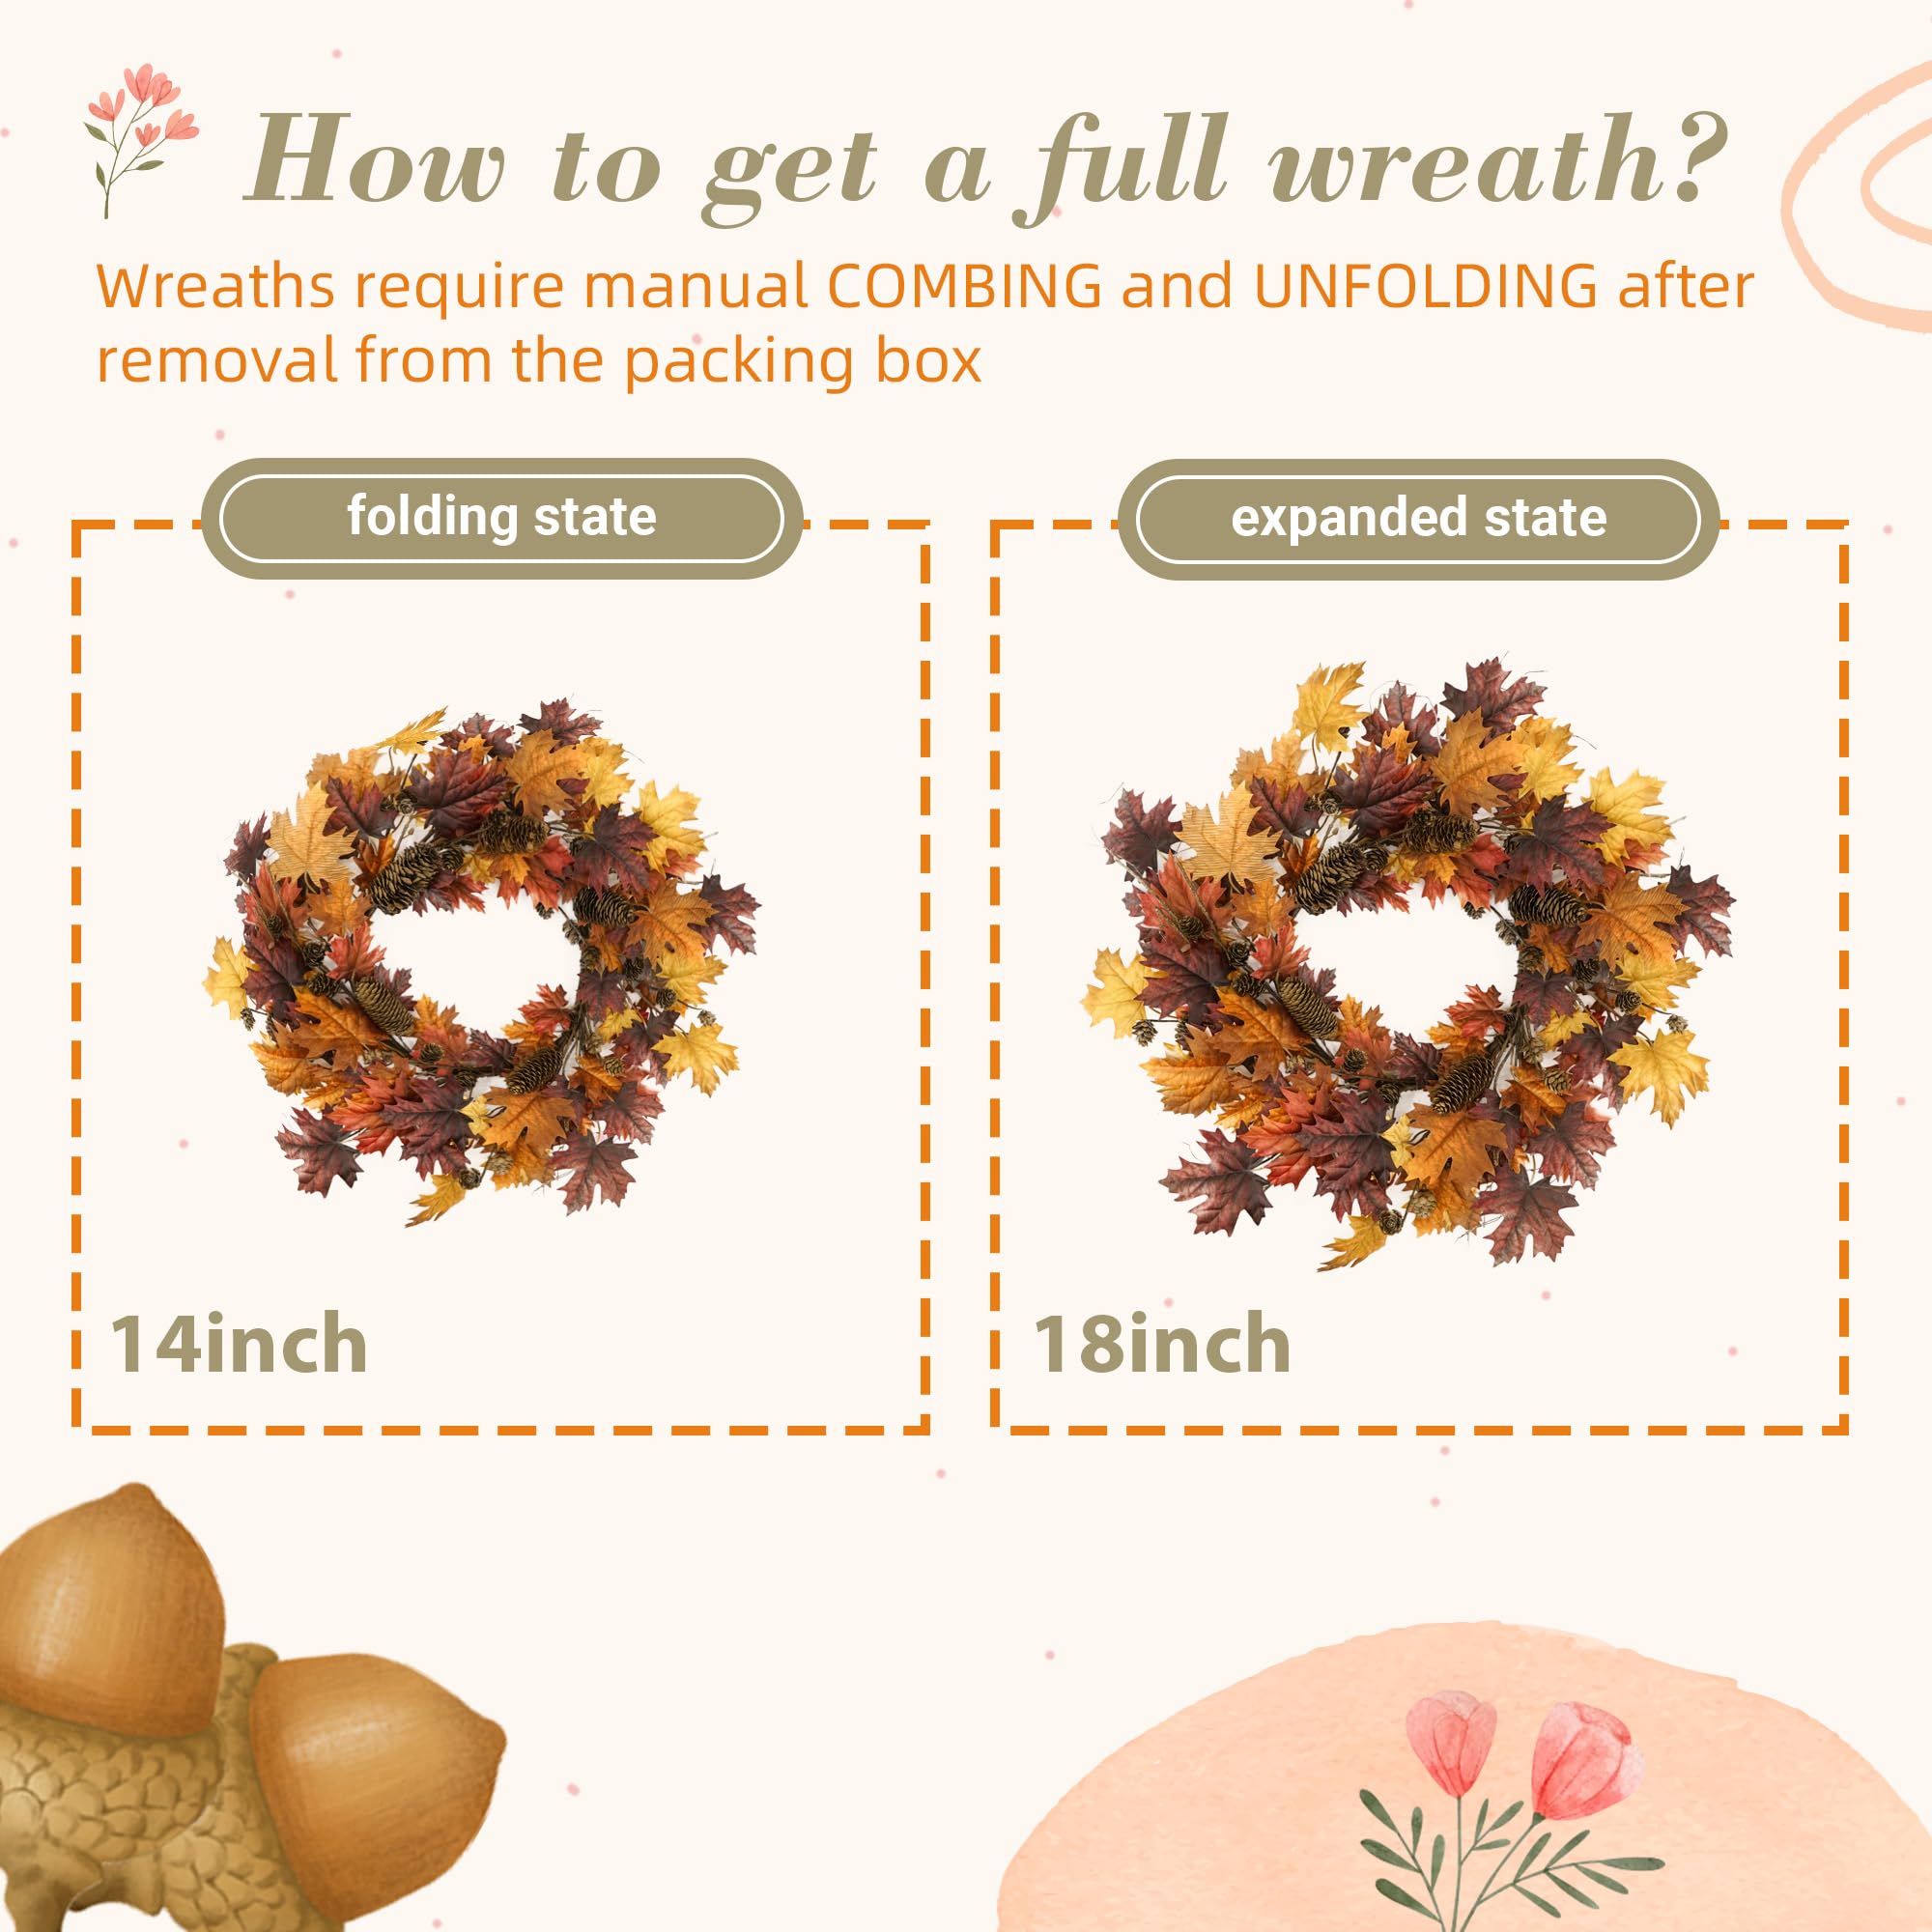 How to get a full wreath?
Wreaths require manual COMBING and UNFOLDING after
removal from the packing box
folding state
expanded state
14inch
18inch